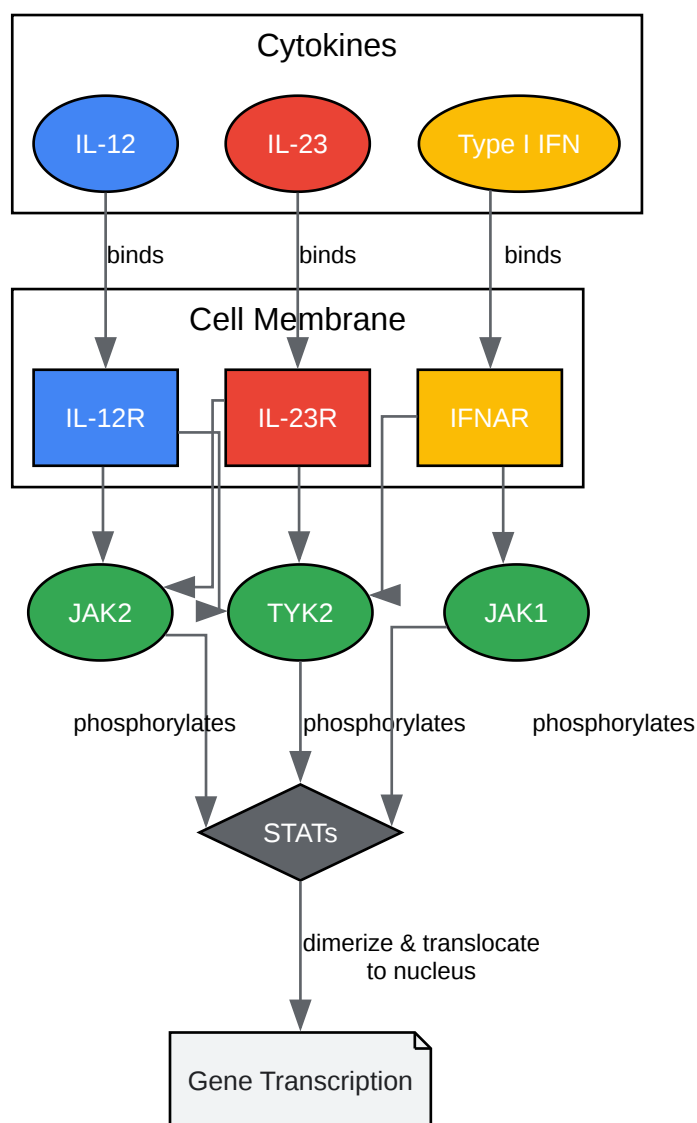 Cytokines
IL-12
IL-23
Type I IFN
binds
binds
binds
Cell Membrane
IL-12R
IL-23R
IFNAR
JAK2
TYK2
JAK1
phosphorylates
phosphorylates
phosphorylates
STATs
dimerize & translocate
to nucleus
Gene Transcription